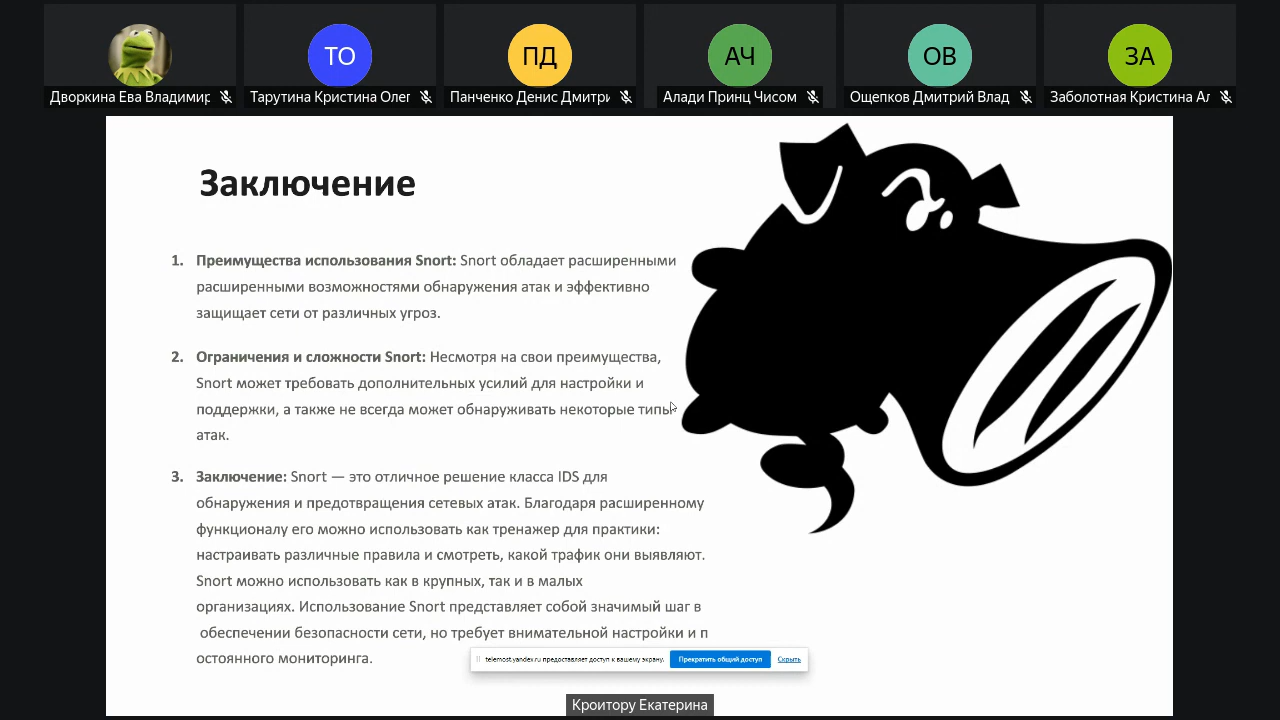 ТО
ПД
АЧ
ОВ
ЗА
Дворкина Ева Владимир
Тарутина Кристина Олег
Панченко Денис Дмитри
Алади Принц Чисом
Ощепков Дмитрий Влад
Заболотная Кристина Ал
Заключение
1. Преимущества использования Snort: Snort обладает расширенными
расширенными возможностями обнаружения атак и эффективно
защищает сети от различных угроз.
2. Ограничения и сложности Snort: Несмотря на свои преимущества,
Snort может требовать дополнительных усилий для настройки и
поддержки, а также не всегда может обнаруживать некоторые типы
атак.
3. Заключение: Snort — это отличное решение класса IDS для
обнаружения и предотвращения сетевых атак. Благодаря расширенному
функционалу его можно использовать как тренажер для практики:
настраивать различные правила и смотреть, какой трафик они выявляют.
Snort можно использовать как в крупных, так и в малых
организациях. Использование Snort представляет собой значимый шаг в
обеспечении безопасности сети, но требует внимательной настройки и п
остоянного мониторинга.
telemost.yandex.ru предоставляет доступ к вашему экрану.
Прекратить общий доступ
Скрыть
Кроитору Екатерина